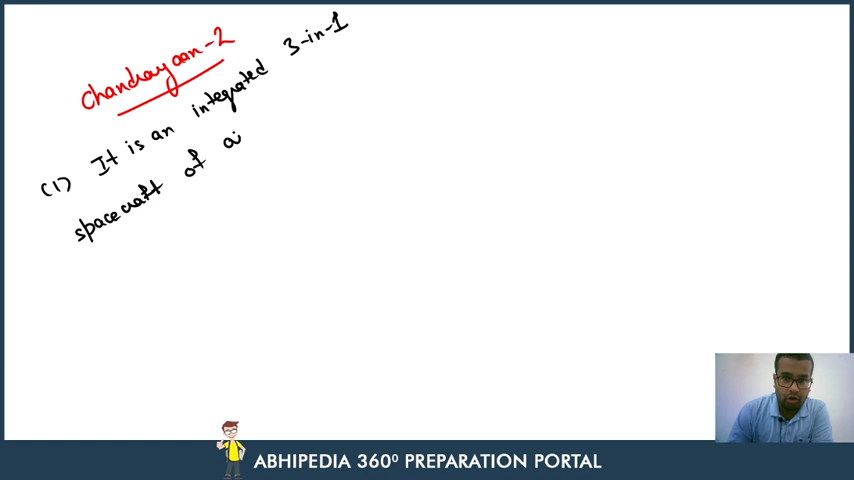 Chandrayaan-2
(1) It is an integrated 3-in-1
spacecraft of
ABHIPEDIA 360° PREPARATION PORTAL